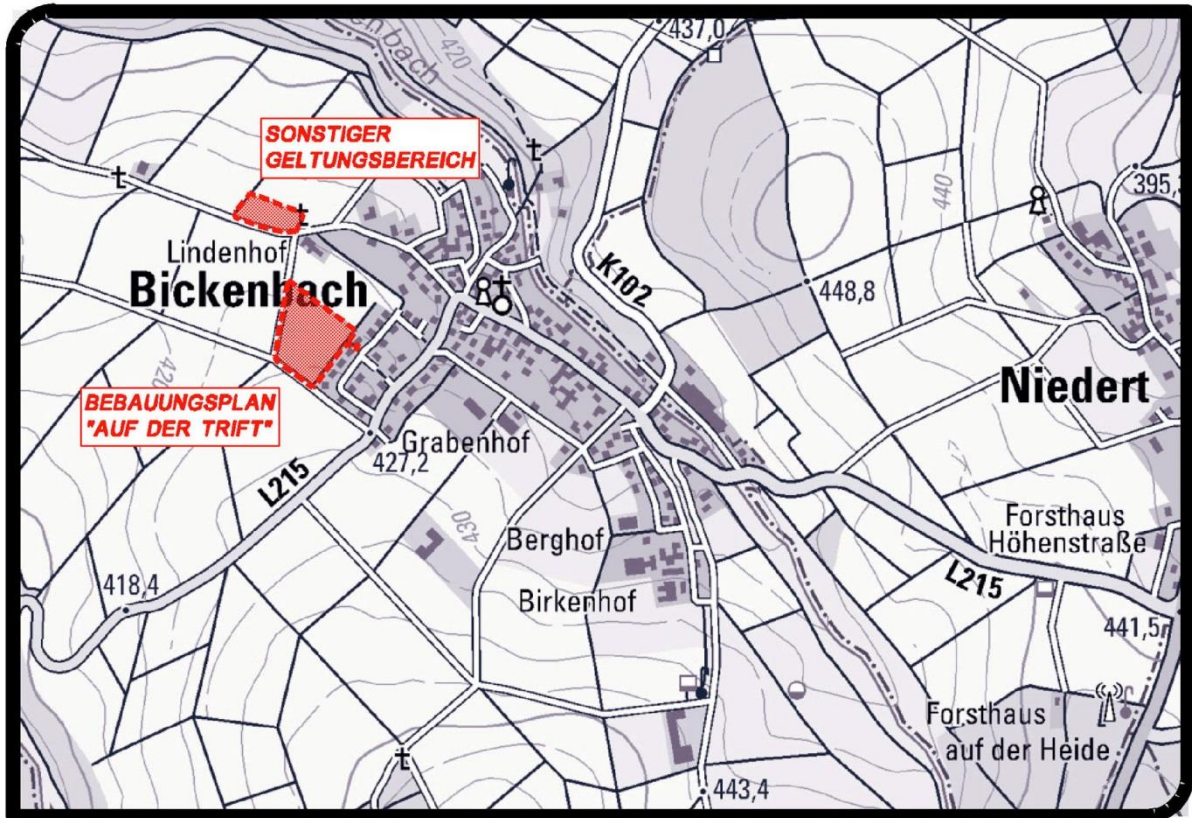 437,0
420
enbach
SONSTIGER
GELTUNGSBEREICH
395,3
440
Lindenhof
Bickenbach
K102
448,8
420
Niedert
BEBAUUNGSPLAN
"AUF DER TRIFT"
Grabenhof
427,2
L215
430
Forsthaus
Höhenstraße
Berghof
L215
418,4
Birkenhof
441,5
Forsthaus
auf der Heide
443,4